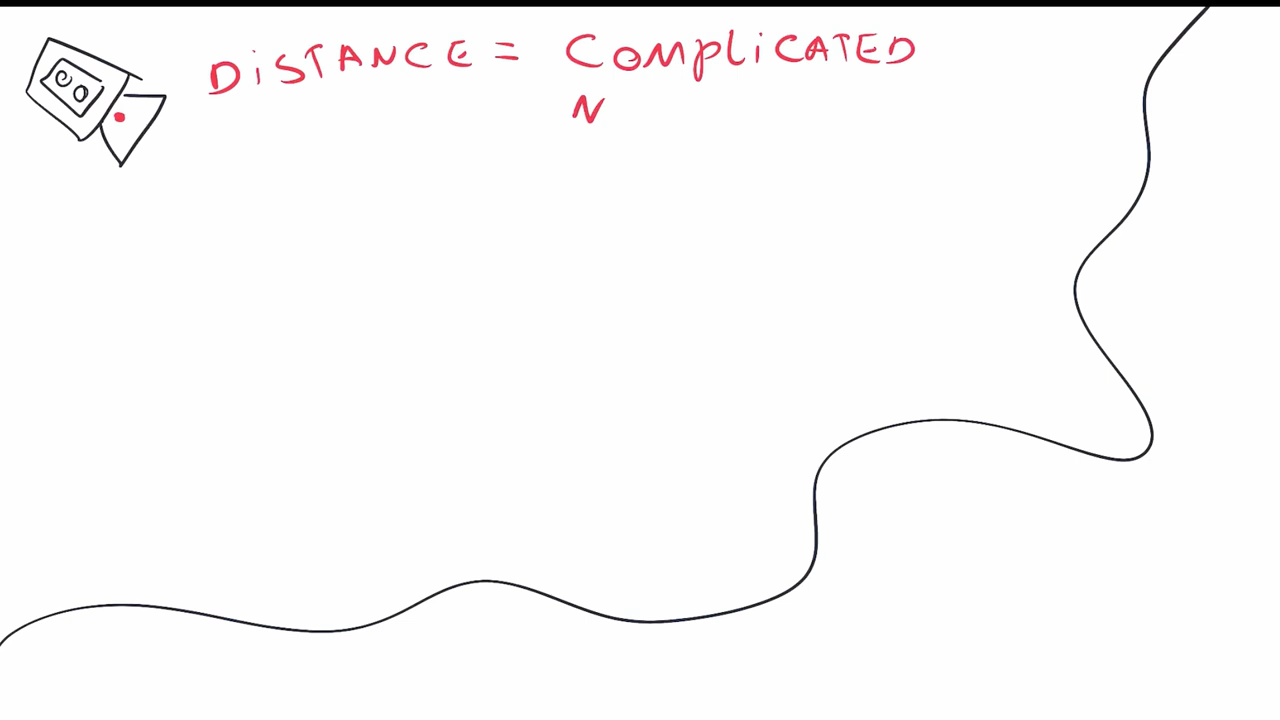 DiSTANCE = COMPLiCATED
N